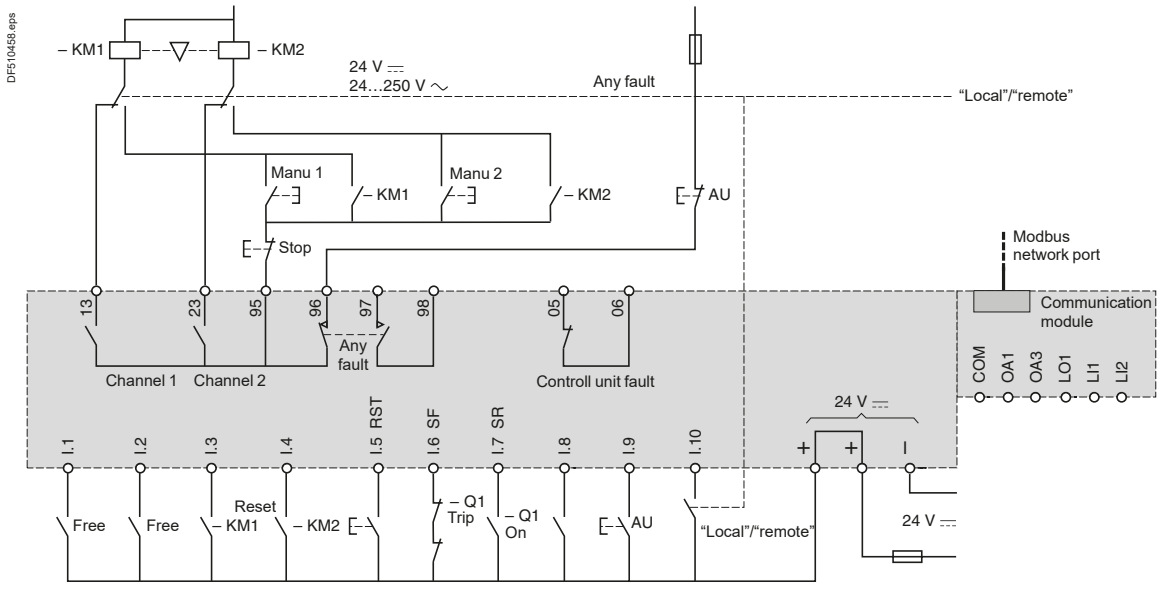 DF510458.eps
– KM1
– KM2
24 V ⎓
24...250 V ~
Any fault
“Local”/“remote”
Manu 1
– KM1
Manu 2
– KM2
AU
Stop
Modbus
network port
13
23
95
96
97
98
05
06
Communication
module
Any
fault
Channel 1
Channel 2
Controll unit fault
COM
OA1
OA3
LO1
LI1
LI2
24 V ⎓
I.1
I.2
I.3
I.4
I.5 RST
I.6 SF
I.7 SR
I.8
I.9
I.10
+
+
I
Free
Free
– KM1
Reset
– KM2
– Q1
Trip
– Q1
On
AU
“Local”/“remote”
24 V ⎓